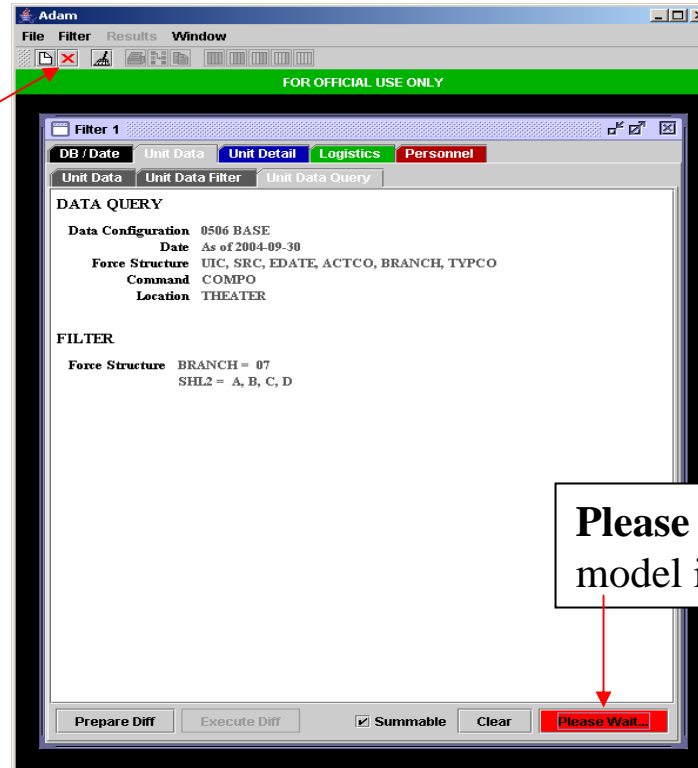 Adam
File Filter Results Window
FOR OFFICIAL USE ONLY
Filter 1
DB / Date Unit Data Unit Detail Logistics Personnel
Unit Data Unit Data Filter Unit Data Query
DATA QUERY
Data Configuration 0506 BASE
Date As of 2004-09-30
Force Structure UIC, SRC, EDATE, ACTCO, BRANCH, TYPCO
Command COMPO
Location THEATER
FILTER
Force Structure BRANCH = 07
SHL2 = A, B, C, D
Please
model i
Prepare Diff Execute Diff Summable Clear Please Wait...